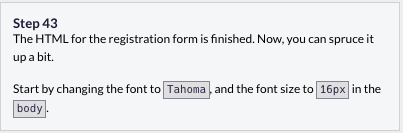 Step 43
The HTML for the registration form is finished. Now, you can spruce it
up a bit.
Start by changing the font to Tahoma, and the font size to 16px in the
body.